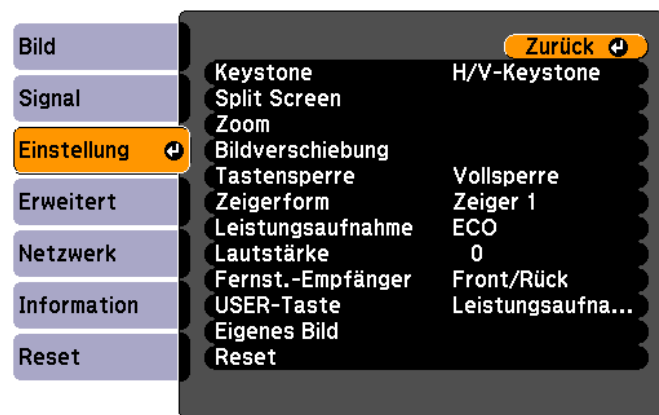 Bild
Signal
Einstellung
Erweitert
Netzwerk
Information
Reset
Zurück
Keystone H/V-Keystone
Split Screen
Zoom
Bildverschiebung
Tastensperre Vollsperre
Zeigerform Zeiger 1
Leistungsaufnahme ECO
Lautstärke 0
Fernst.-Empfänger Front/Rück
USER-Taste Leistungsaufna...
Eigenes Bild
Reset